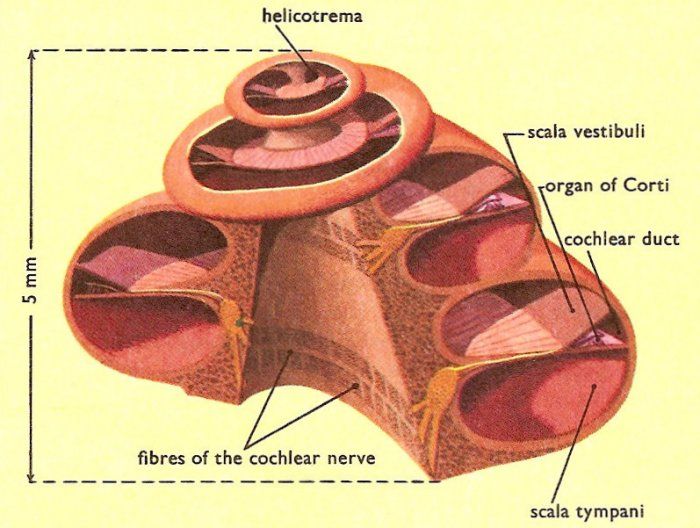 helicotrema
scala vestibuli
organ of Corti
cochlear duct
5 mm
fibres of the cochlear nerve
scala tympani